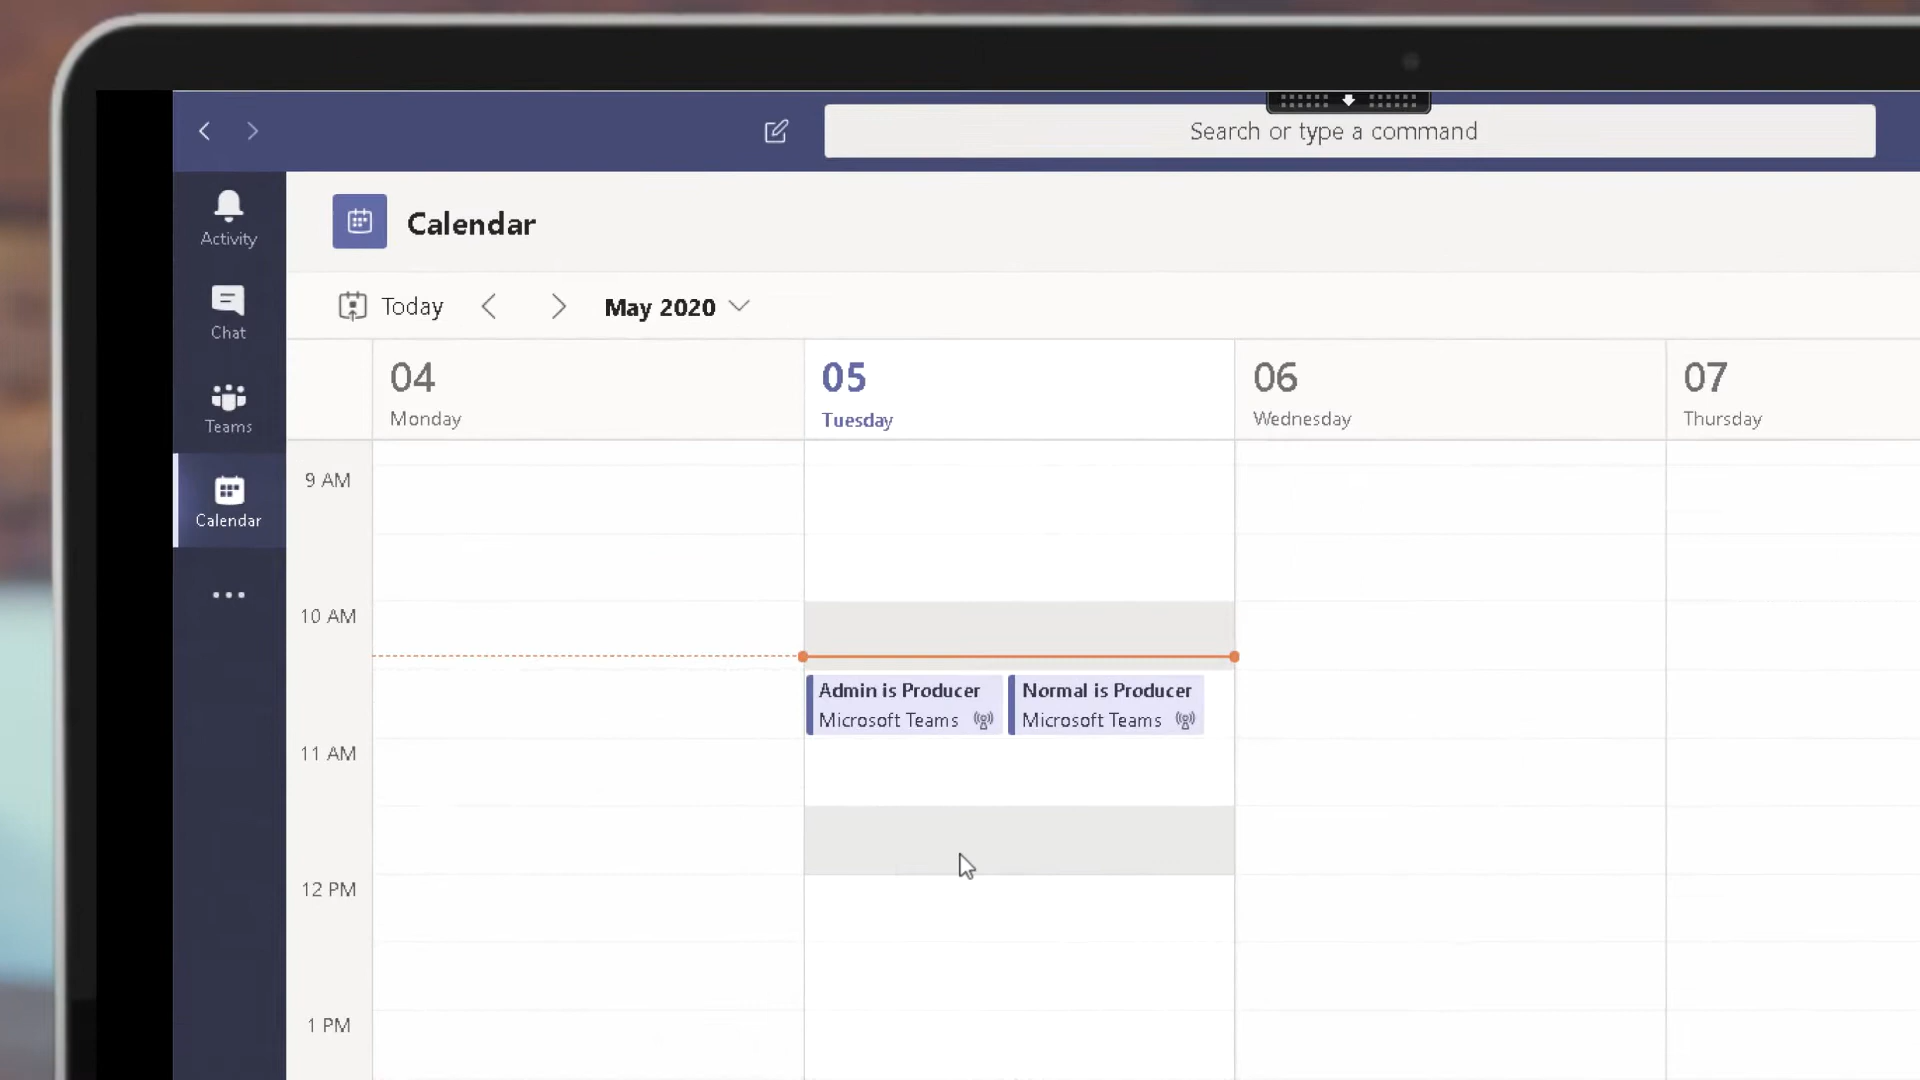 Search or type a command
Activity
Chat
Teams
Calendar
Calendar
Today
May 2020
04
Monday
05
Tuesday
06
Wednesday
07
Thursday
9 AM
10 AM
11 AM
12 PM
1 PM
Admin is Producer
Microsoft Teams
Normal is Producer
Microsoft Teams